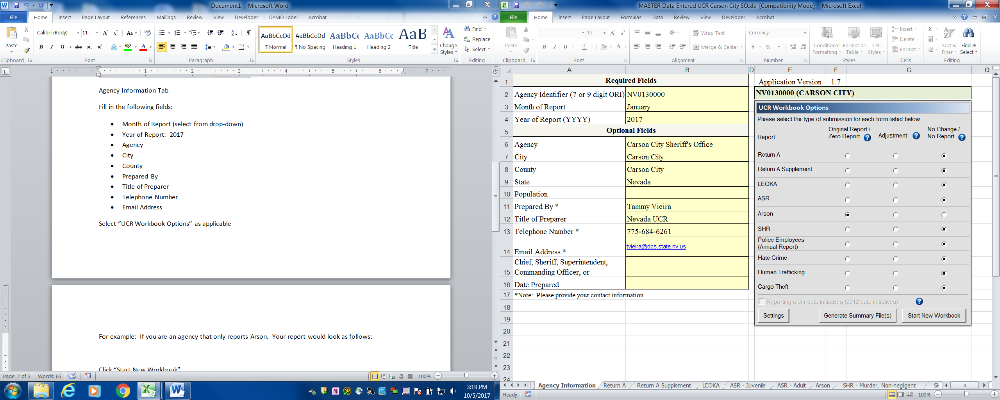 Document1 - Microsoft Word
File Home Insert Page Layout References Mailings Review View Developer DYMO Label Acrobat
Calibri (Body) 11
Paste
AaBbCcDd AaBbCcDd AaBbCc AaBbCc AaB
¶ Normal ¶ No Spacing Heading 1 Heading 2 Title
Change Styles
Find
Replace
Select
Clipboard Font Paragraph Styles Editing
1 1 2 3 4 5 6 7
Agency Information Tab
Fill in the following fields:
• Month of Report (select from drop-down)
• Year of Report: 2017
• Agency
• City
• County
• Prepared By
• Title of Preparer
• Telephone Number
• Email Address
Select “UCR Workbook Options” as applicable
For example: If you are an agency that only reports Arson. Your report would look as follows:
Click “Start New Workbook”
Page: 2 of 2 Words: 66 100%
MASTER Data Entered UCR Carson City SO.xls [Compatibility Mode] - Microsoft Excel
File Home Insert Page Layout Formulas Data Review View Developer Acrobat
Paste
12
Wrap Text
Merge & Center
Currency
$ % ,
Conditional Formatting
Format as Table
Cell Styles
Insert
Delete
Format
Sort & Filter
Find & Select
Clipboard Font Alignment Number Styles Cells Editing
A B D E F G Q
1 Required Fields
2 Agency Identifier (7 or 9 digit ORI) NV0130000
3 Month of Report January
4 Year of Report (YYYY) 2017
5 Optional Fields
6 Agency Carson City Sheriff's Office
7 City Carson City
8 County Carson City
9 State Nevada
10 Population
11 Prepared By * Tammy Vieira
12 Title of Preparer Nevada UCR
13 Telephone Number * 775-684-6261
14 Email Address * tvieira@dps.state.nv.us
Chief, Sheriff, Superintendent,
15 Commanding Officer, or
16 Date Prepared
17 *Note: Please provide your contact information
18
19
20
21
22
23
24
Application Version 1.7
NV0130000 (CARSON CITY)
UCR Workbook Options
Please select the type of submission for each form listed below.
Report
Original Report /
Zero Report
Adjustment
No Change /
No Report
Return A
Return A Supplement
LEOKA
ASR
Arson
SHR
Police Employees
(Annual Report)
Hate Crime
Human Trafficking
Cargo Theft
Reporting older data initiatives (2012 data initiatives)
Settings Generate Summary File(s) Start New Workbook
Agency Information Return A Return A Supplement LEOKA ASR - Juvenile ASR - Adult Arson SHR - Murder, Non-negligent
Ready 100%
3:19 PM
10/5/2017